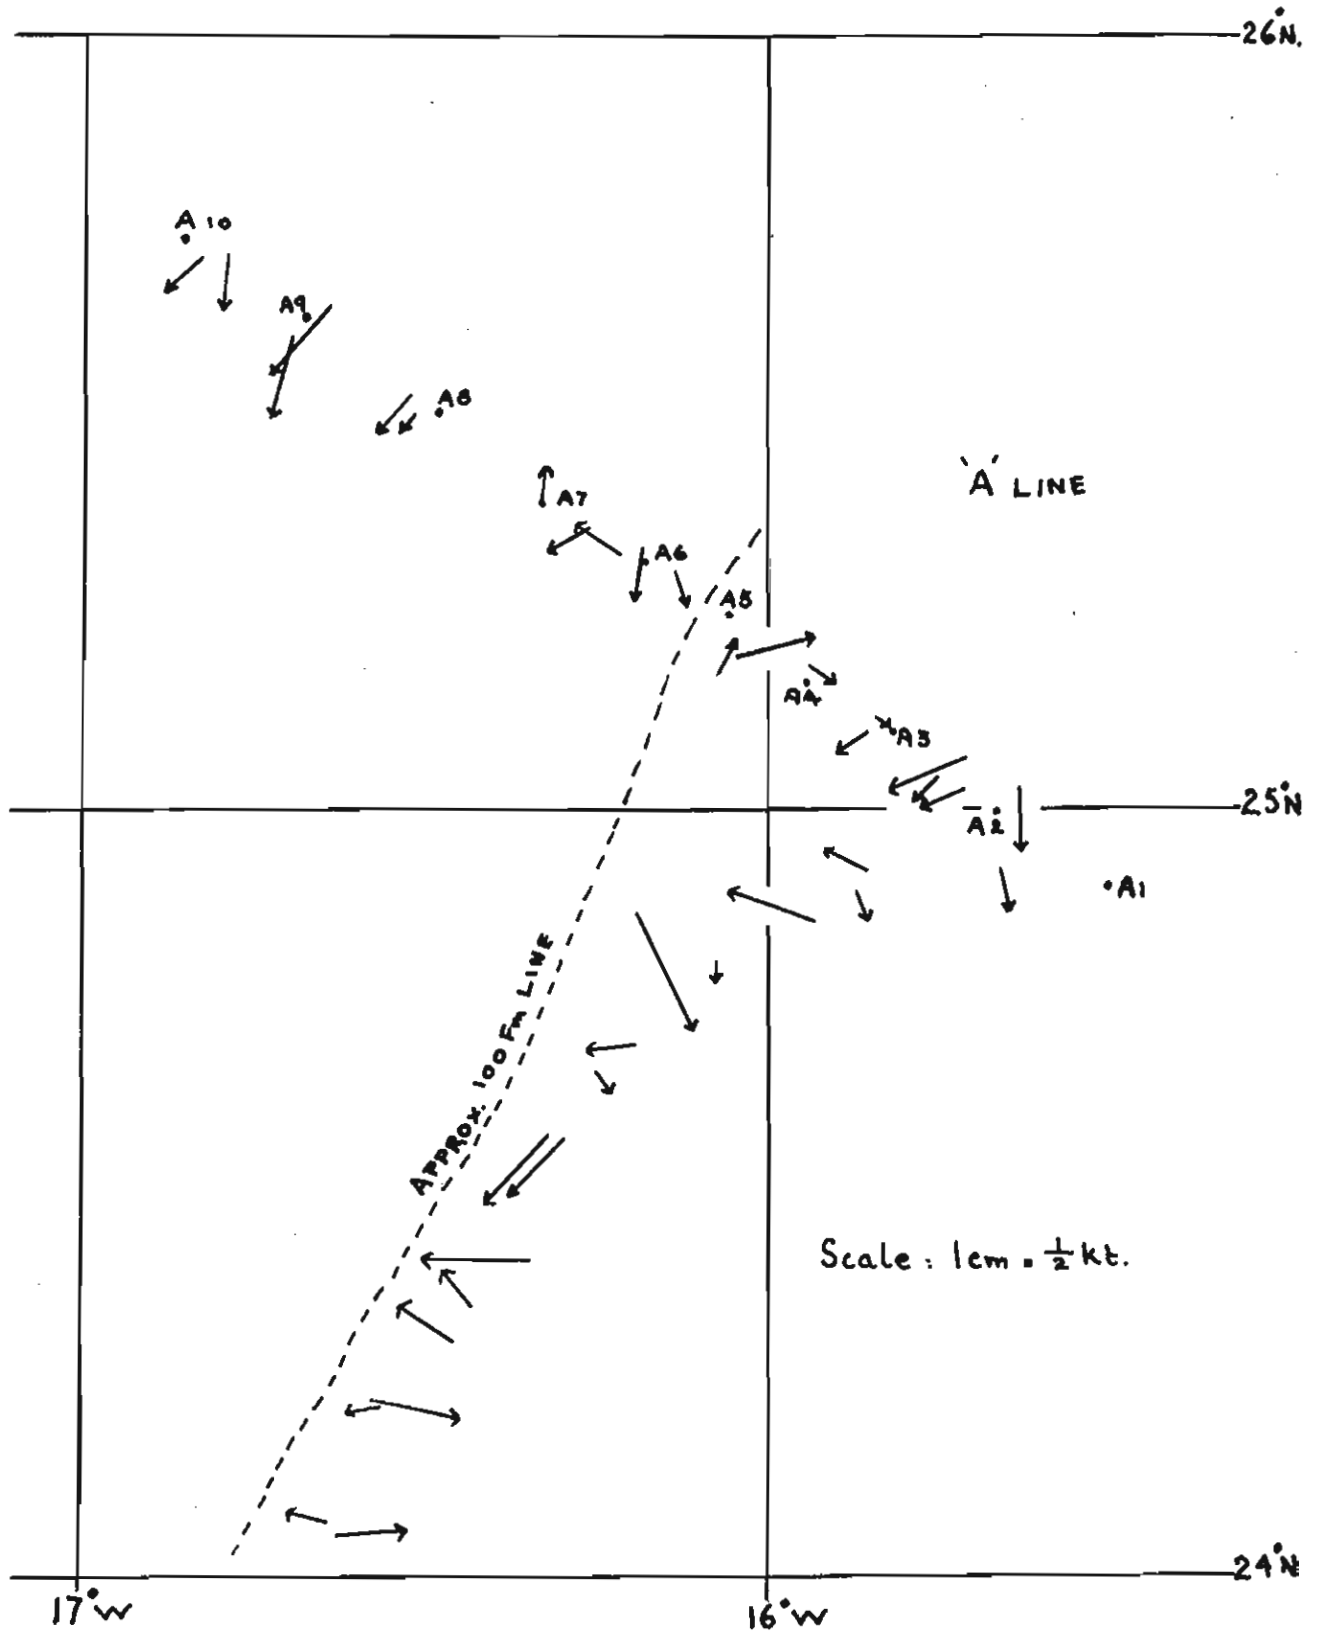 26°N.
A 10
A9
A8
'A' LINE
A7
A6
A5
A4
A3
25°N
A2
A1
APPROX. 100 Fm LINE
Scale: 1cm = ½ kt.
24°N
17°W
16°W